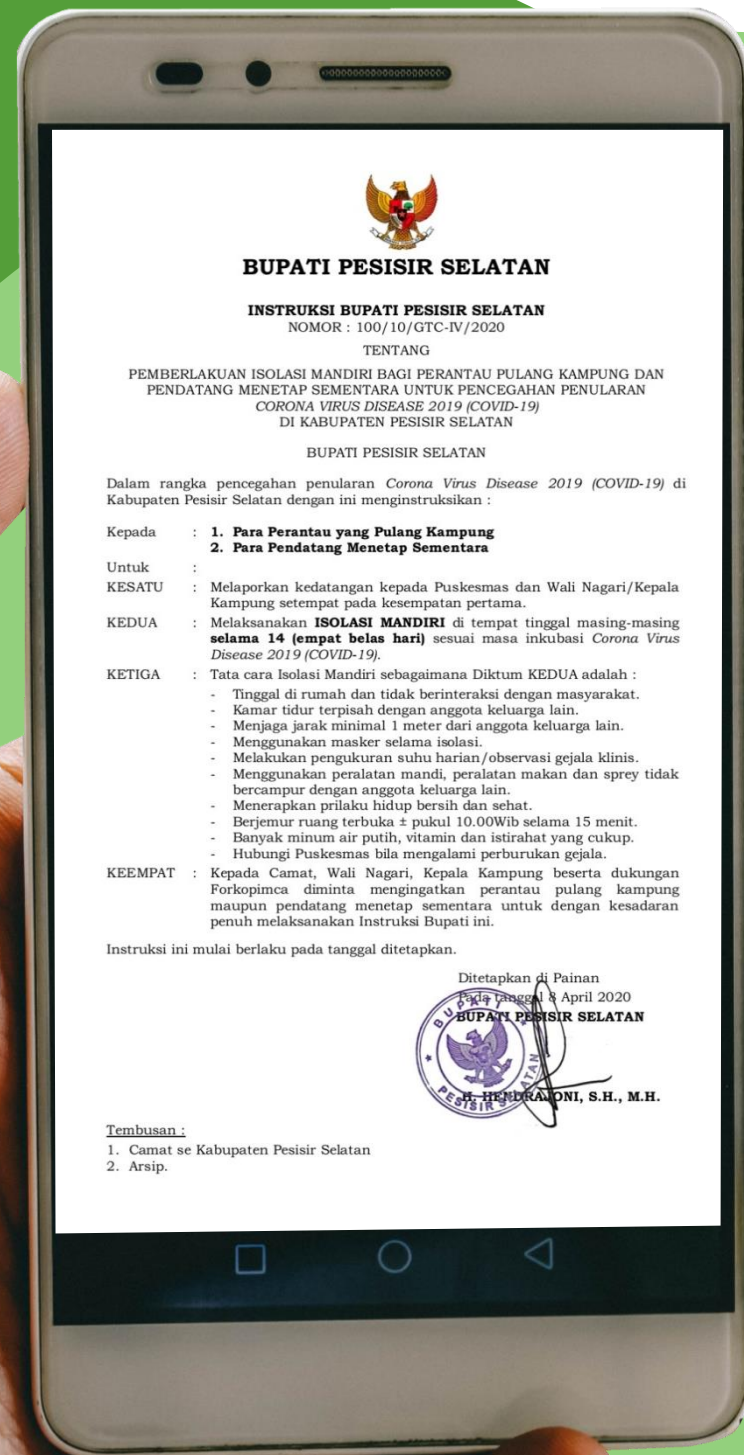 BUPATI PESISIR SELATAN
INSTRUKSI BUPATI PESISIR SELATAN
NOMOR : 100/10/GTC-IV/2020
TENTANG
PEMBERLAKUAN ISOLASI MANDIRI BAGI PERANTAU PULANG KAMPUNG DAN
PENDATANG MENETAP SEMENTARA UNTUK PENCEGAHAN PENULARAN
CORONA VIRUS DISEASE 2019 (COVID-19)
DI KABUPATEN PESISIR SELATAN
BUPATI PESISIR SELATAN
Dalam rangka pencegahan penularan Corona Virus Disease 2019 (COVID-19) di
Kabupaten Pesisir Selatan dengan ini menginstruksikan :
Kepada : 1. Para Perantau yang Pulang Kampung
2. Para Pendatang Menetap Sementara
Untuk :
KESATU : Melaporkan kedatangan kepada Puskesmas dan Wali Nagari/Kepala
Kampung setempat pada kesempatan pertama.
KEDUA : Melaksanakan ISOLASI MANDIRI di tempat tinggal masing-masing
selama 14 (empat belas hari) sesuai masa inkubasi Corona Virus
Disease 2019 (COVID-19).
KETIGA : Tata cara Isolasi Mandiri sebagaimana Diktum KEDUA adalah :
- Tinggal di rumah dan tidak berinteraksi dengan masyarakat.
- Kamar tidur terpisah dengan anggota keluarga lain.
- Menjaga jarak minimal 1 meter dari anggota keluarga lain.
- Menggunakan masker selama isolasi.
- Melakukan pengukuran suhu harian/observasi gejala klinis.
- Menggunakan peralatan mandi, peralatan makan dan sprey tidak
bercampur dengan anggota keluarga lain.
- Menerapkan prilaku hidup bersih dan sehat.
- Berjemur ruang terbuka ± pukul 10.00Wib selama 15 menit.
- Banyak minum air putih, vitamin dan istirahat yang cukup.
- Hubungi Puskesmas bila mengalami perburukan gejala.
KEEMPAT : Kepada Camat, Wali Nagari, Kepala Kampung beserta dukungan
Forkopimca diminta mengingatkan perantau pulang kampung
maupun pendatang menetap sementara untuk dengan kesadaran
penuh melaksanakan Instruksi Bupati ini.
Instruksi ini mulai berlaku pada tanggal ditetapkan.
Ditetapkan di Painan
Pada tanggal 8 April 2020
BUPATI PESISIR SELATAN
BUPATI
PESISIR SELATAN
H. HENDRAJONI, S.H., M.H.
Tembusan :
1. Camat se Kabupaten Pesisir Selatan
2. Arsip.